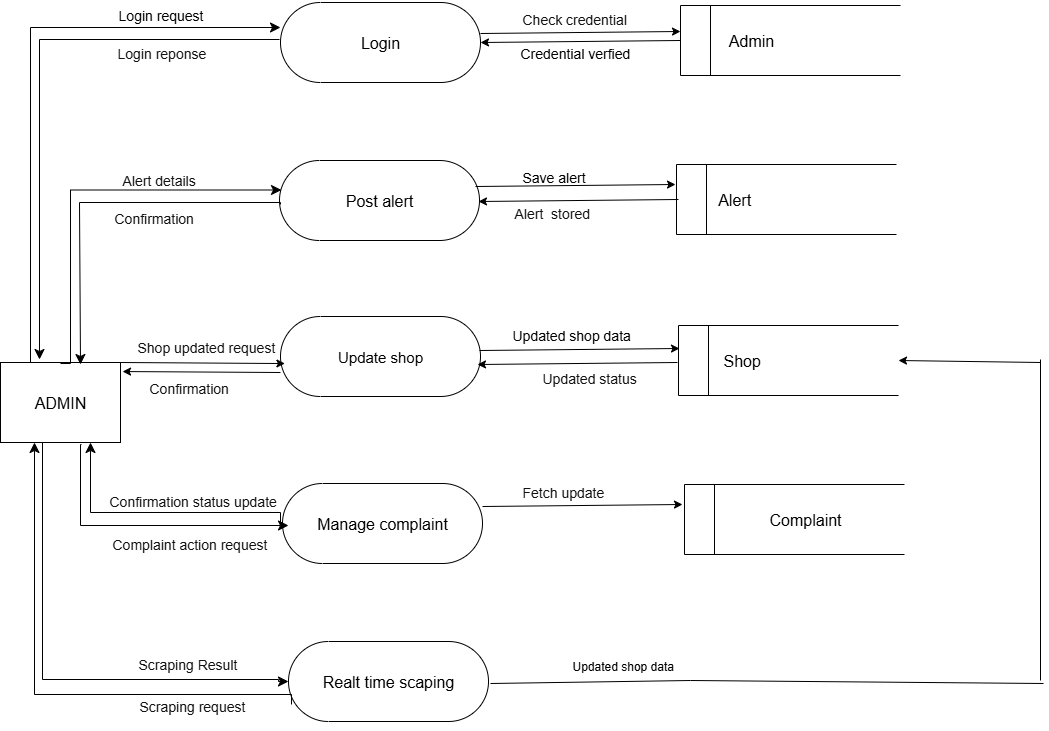 Login request
Login reponse
Login
Check credential
Credential verfied
Admin
Alert details
Confirmation
Post alert
Save alert
Alert stored
Alert
Shop updated request
Confirmation
Update shop
Updated shop data
Updated status
Shop
ADMIN
Confirmation status update
Complaint action request
Manage complaint
Fetch update
Complaint
Scraping Result
Scraping request
Realt time scaping
Updated shop data